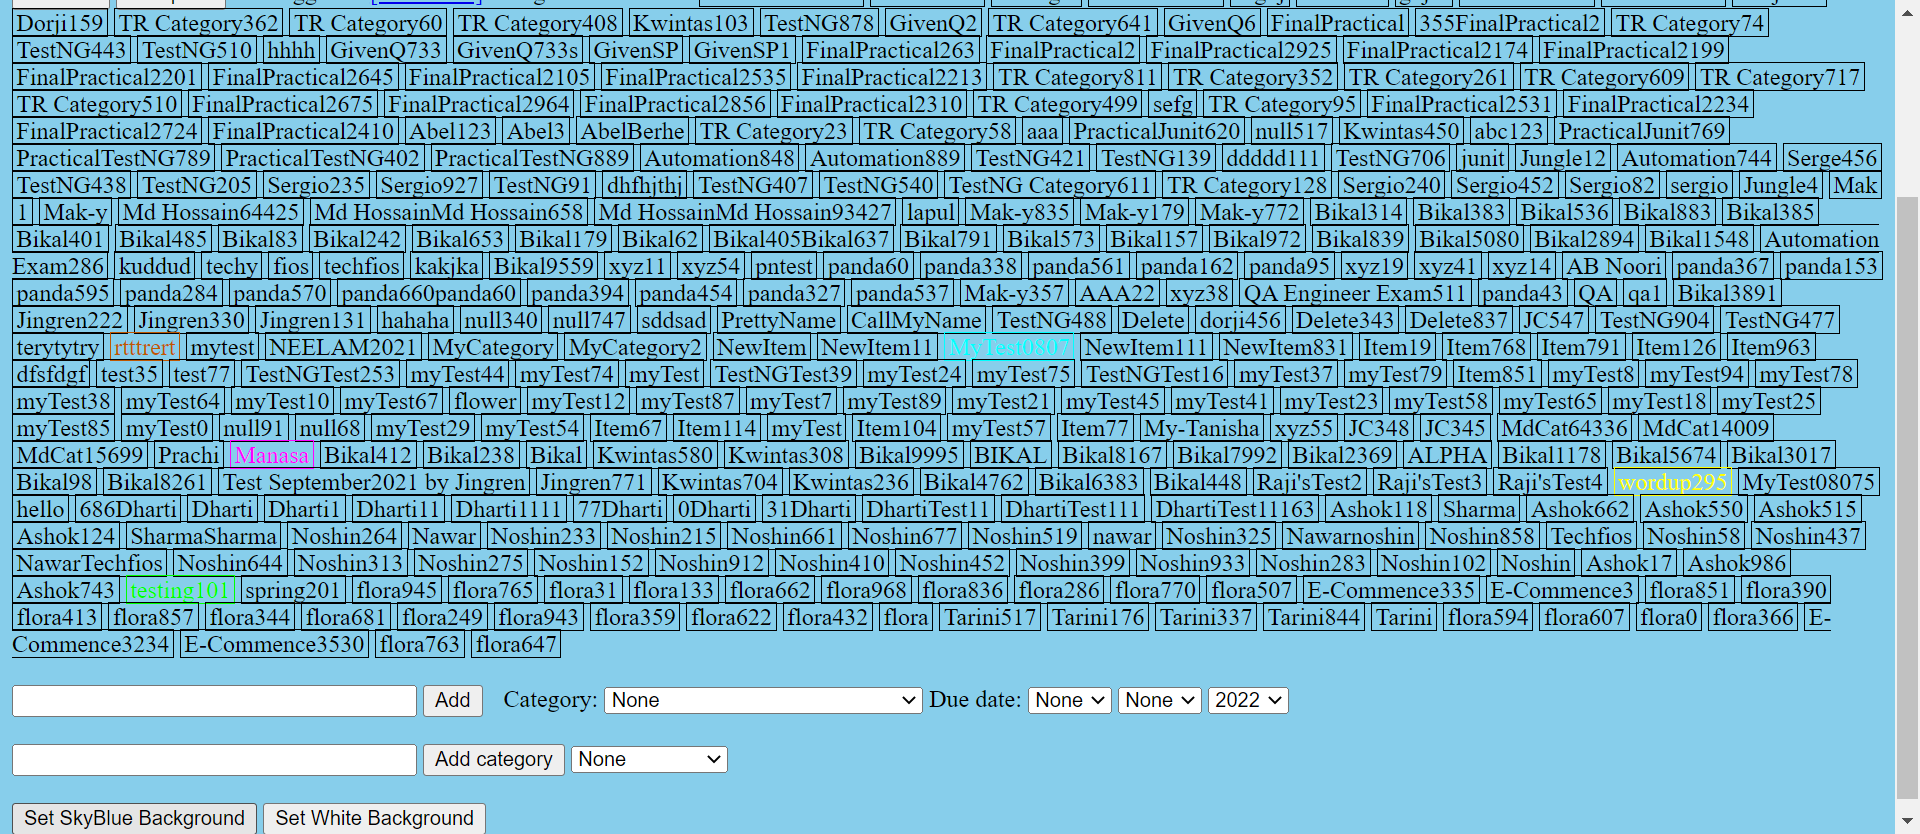 Dorji159 TR Category362 TR Category60 TR Category408 Kwintas103 TestNG878 GivenQ2 TR Category641 GivenQ6 FinalPractical 355FinalPractical2 TR Category74
TestNG443 TestNG510 hhhh GivenQ733 GivenQ733s GivenSP GivenSP1 FinalPractical263 FinalPractical2 FinalPractical2925 FinalPractical2174 FinalPractical2199
FinalPractical2201 FinalPractical2645 FinalPractical2105 FinalPractical2535 FinalPractical2213 TR Category811 TR Category352 TR Category261 TR Category609 TR Category717
TR Category510 FinalPractical2675 FinalPractical2964 FinalPractical2856 FinalPractical2310 TR Category499 sefg TR Category95 FinalPractical2531 FinalPractical2234
FinalPractical2724 FinalPractical2410 Abel123 Abel3 AbelBerhe TR Category23 TR Category58 aaa PracticalJunit620 null517 Kwintas450 abc123 PracticalJunit769
PracticalTestNG789 PracticalTestNG402 PracticalTestNG889 Automation848 Automation889 TestNG421 TestNG139 ddddd111 TestNG706 junit Jungle12 Automation744 Serge456
TestNG438 TestNG205 Sergio235 Sergio927 TestNG91 dhfhjthj TestNG407 TestNG540 TestNG Category611 TR Category128 Sergio240 Sergio452 Sergio82 sergio Jungle4 Mak
1 Mak-y Md Hossain64425 Md HossainMd Hossain658 Md HossainMd Hossain93427 lapul Mak-y835 Mak-y179 Mak-y772 Bikal314 Bikal383 Bikal536 Bikal883 Bikal385
Bikal401 Bikal485 Bikal83 Bikal242 Bikal653 Bikal179 Bikal62 Bikal405Bikal637 Bikal791 Bikal573 Bikal157 Bikal972 Bikal839 Bikal5080 Bikal2894 Bikal1548 Automation
Exam286 kuddud techy fios techfios kakjka Bikal9559 xyz11 xyz54 pntest panda60 panda338 panda561 panda162 panda95 xyz19 xyz41 xyz14 AB Noori panda367 panda153
panda595 panda284 panda570 panda660panda60 panda394 panda454 panda327 panda537 Mak-y357 AAA22 xyz38 QA Engineer Exam511 panda43 QA qa1 Bikal3891
Jingren222 Jingren330 Jingren131 hahaha null340 null747 sddsad PrettyName CallMyName TestNG488 Delete dorji456 Delete343 Delete837 JC547 TestNG904 TestNG477
terytytry rtttrert mytest NEELAM2021 MyCategory MyCategory2 NewItem NewItem11 MyTest0807 NewItem111 NewItem831 Item19 Item768 Item791 Item126 Item963
dfsfdgf test35 test77 TestNGTest253 myTest44 myTest74 myTest TestNGTest39 myTest24 myTest75 TestNGTest16 myTest37 myTest79 Item851 myTest8 myTest94 myTest78
myTest38 myTest64 myTest10 myTest67 flower myTest12 myTest87 myTest7 myTest89 myTest21 myTest45 myTest41 myTest23 myTest58 myTest65 myTest18 myTest25
myTest85 myTest0 null91 null68 myTest29 myTest54 Item67 Item114 myTest Item104 myTest57 Item77 My-Tanisha xyz55 JC348 JC345 MdCat64336 MdCat14009
MdCat15699 Prachi Manasa Bikal412 Bikal238 Bikal Kwintas580 Kwintas308 Bikal9995 BIKAL Bikal8167 Bikal7992 Bikal2369 ALPHA Bikal1178 Bikal5674 Bikal3017
Bikal98 Bikal8261 Test September2021 by Jingren Jingren771 Kwintas704 Kwintas236 Bikal4762 Bikal6383 Bikal448 Raji'sTest2 Raji'sTest3 Raji'sTest4 wordup295 MyTest08075
hello 686Dharti Dharti Dharti1 Dharti11 Dharti1111 77Dharti 0Dharti 31Dharti DhartiTest11 DhartiTest111 DhartiTest11163 Ashok118 Sharma Ashok662 Ashok550 Ashok515
Ashok124 SharmaSharma Noshin264 Nawar Noshin233 Noshin215 Noshin661 Noshin677 Noshin519 nawar Noshin325 Nawarnoshin Noshin858 Techfios Noshin58 Noshin437
NawarTechfios Noshin644 Noshin313 Noshin275 Noshin152 Noshin912 Noshin410 Noshin452 Noshin399 Noshin933 Noshin283 Noshin102 Noshin Ashok17 Ashok986
Ashok743 testing101 spring201 flora945 flora765 flora31 flora133 flora662 flora968 flora836 flora286 flora770 flora507 E-Commence335 E-Commence3 flora851 flora390
flora413 flora857 flora344 flora681 flora249 flora943 flora359 flora622 flora432 flora Tarini517 Tarini176 Tarini337 Tarini844 Tarini flora594 flora607 flora0 flora366 E-
Commence3234 E-Commence3530 flora763 flora647
Add Category: None Due date: None None 2022
Add category None
Set SkyBlue Background Set White Background